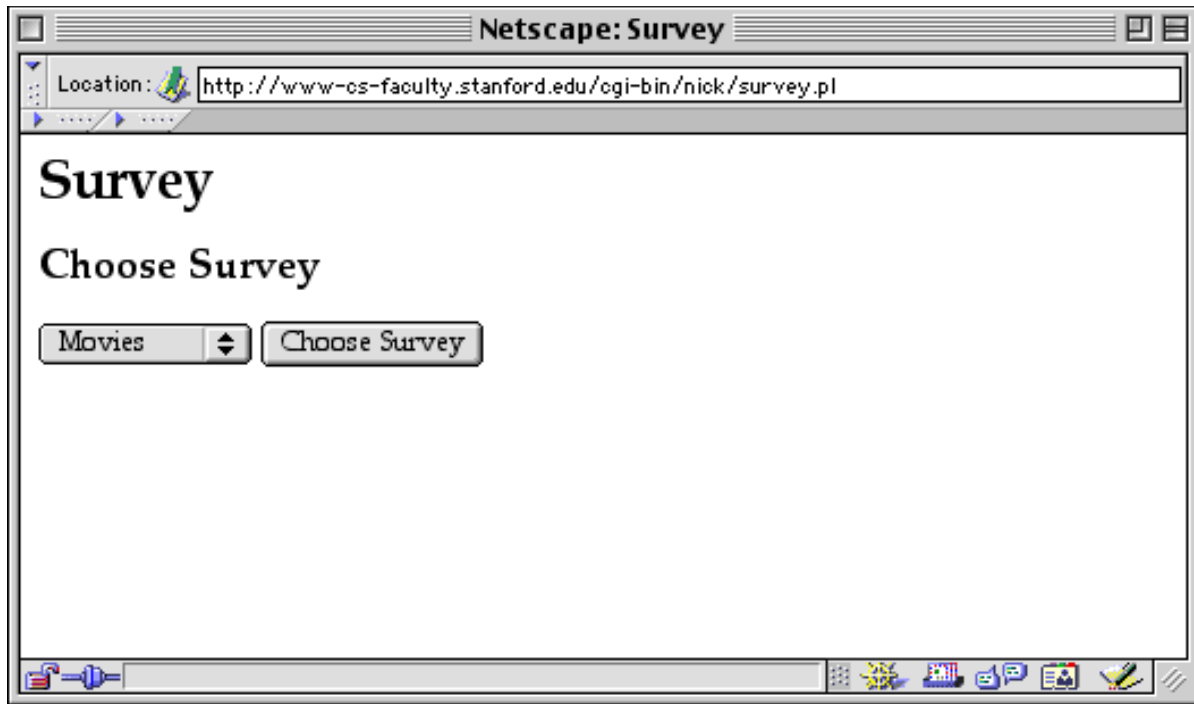 Netscape: Survey
Location: http://www-cs-faculty.stanford.edu/cgi-bin/nick/survey.pl
Survey
Choose Survey
Movies Choose Survey